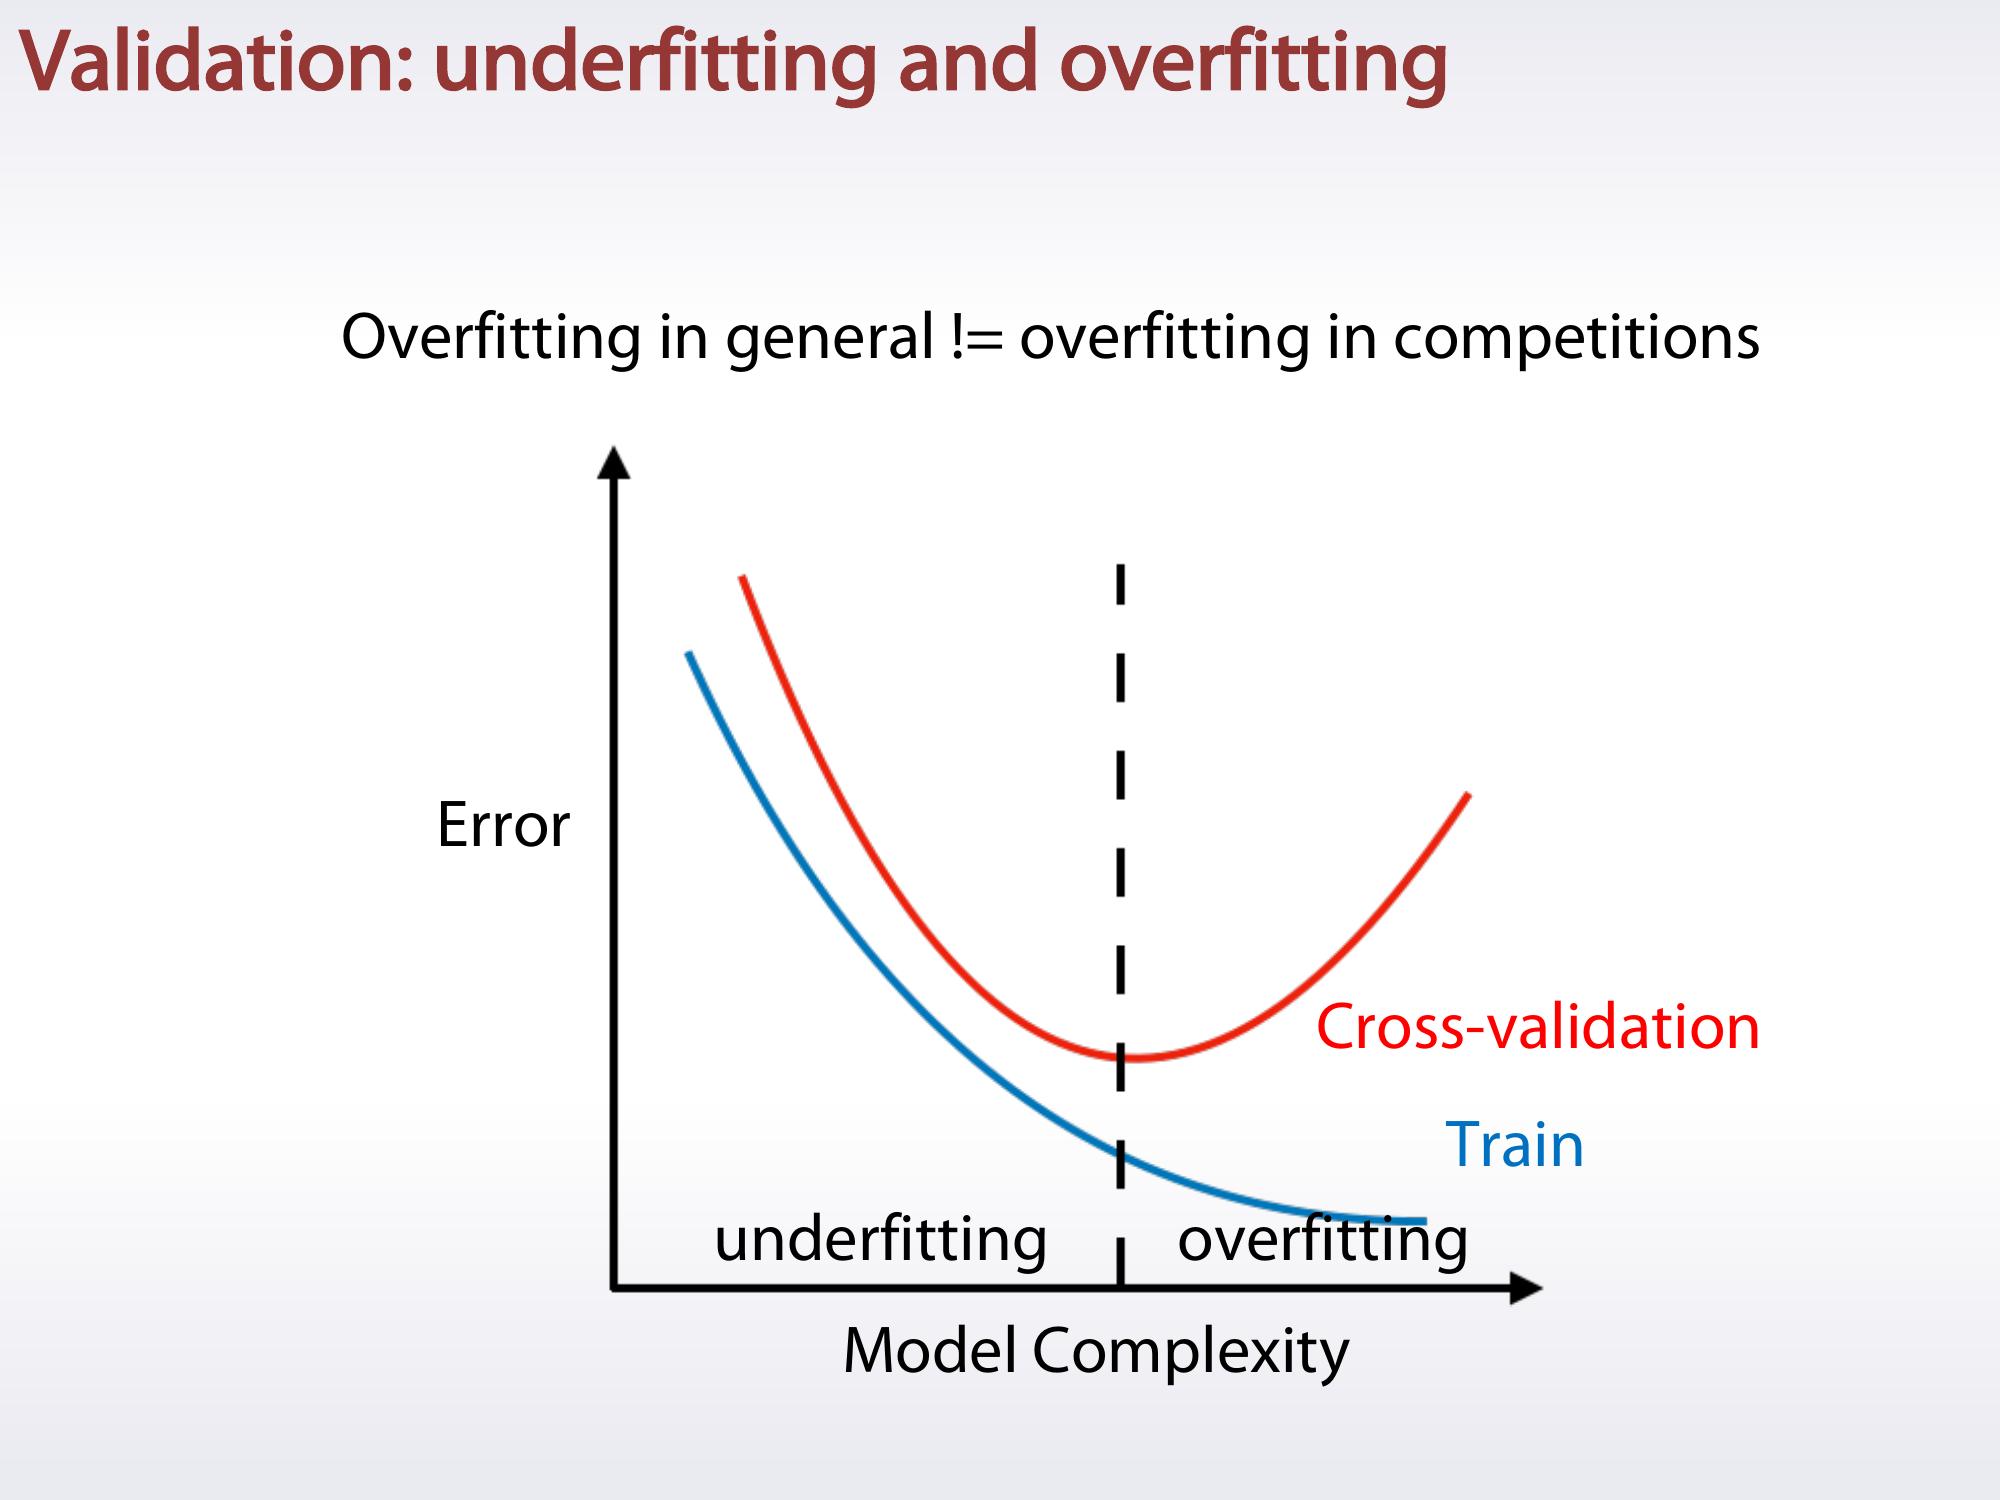 Validation: underfitting and overfitting
Overfitting in general != overfitting in competitions
Error
Cross-validation
Train
underfitting
overfitting
Model Complexity